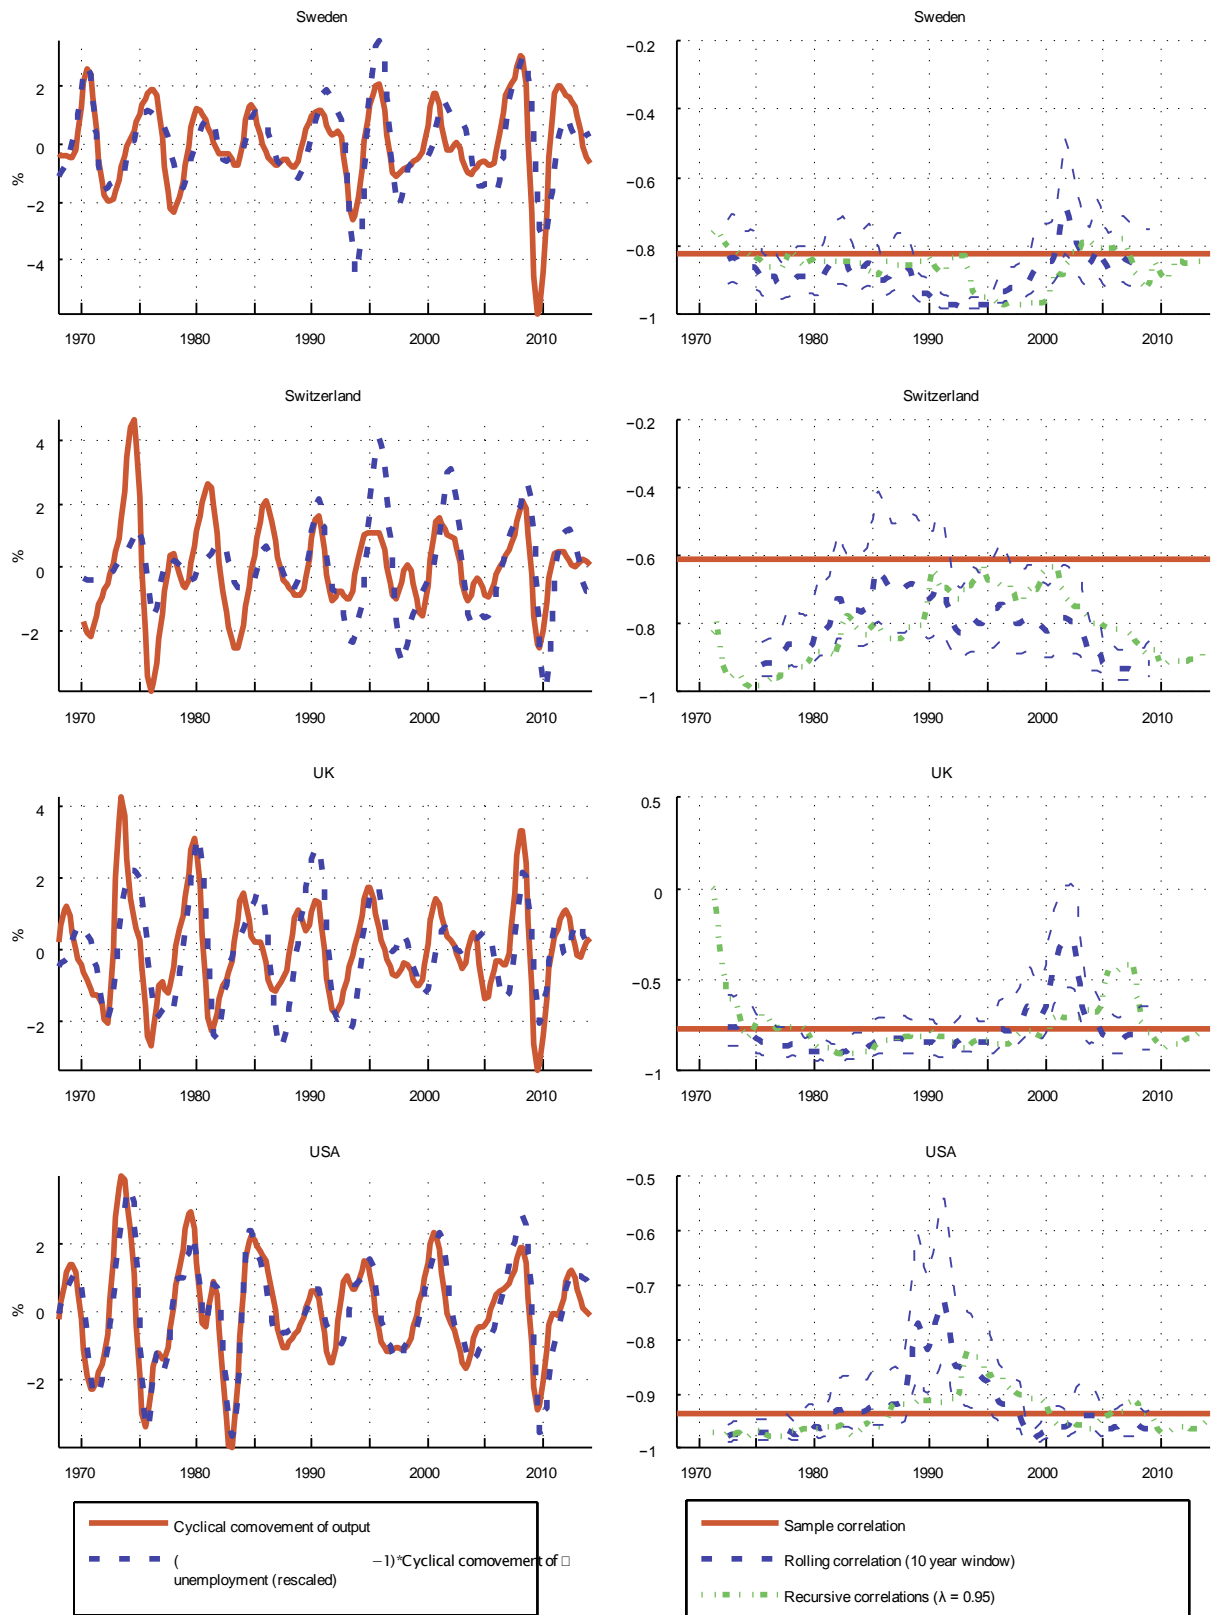 Sweden
−0.2
−0.4
−0.6
−0.8
−1
1970 1980 1990 2000 2010
Sweden
2
0
−2
−4
%
1970 1980 1990 2000 2010
Switzerland
4
2
0
−2
%
1970 1980 1990 2000 2010
Switzerland
−0.2
−0.4
−0.6
−0.8
−1
1970 1980 1990 2000 2010
UK
4
2
0
−2
%
1970 1980 1990 2000 2010
UK
0.5
0
−0.5
−1
1970 1980 1990 2000 2010
USA
2
0
−2
%
1970 1980 1990 2000 2010
USA
−0.5
−0.6
−0.7
−0.8
−0.9
−1
1970 1980 1990 2000 2010
Cyclical comovement of output
( −1)*Cyclical comovement of □
unemployment (rescaled)
Sample correlation
Rolling correlation (10 year window)
Recursive correlations (λ = 0.95)